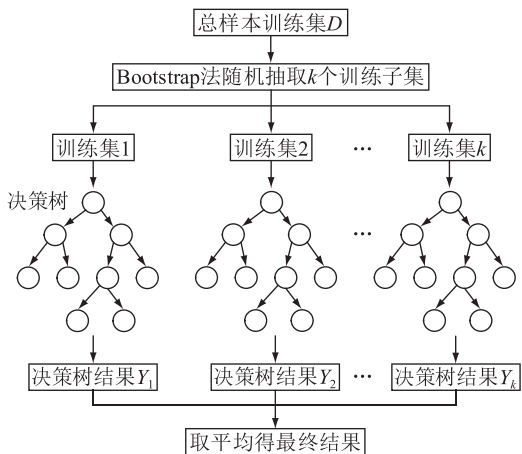 总样本训练集D
Bootstrap法随机抽取k个训练子集
训练集1
训练集2
…
训练集k
决策树
…
决策树结果Y1
决策树结果Y2
…
决策树结果Yk
取平均得最终结果